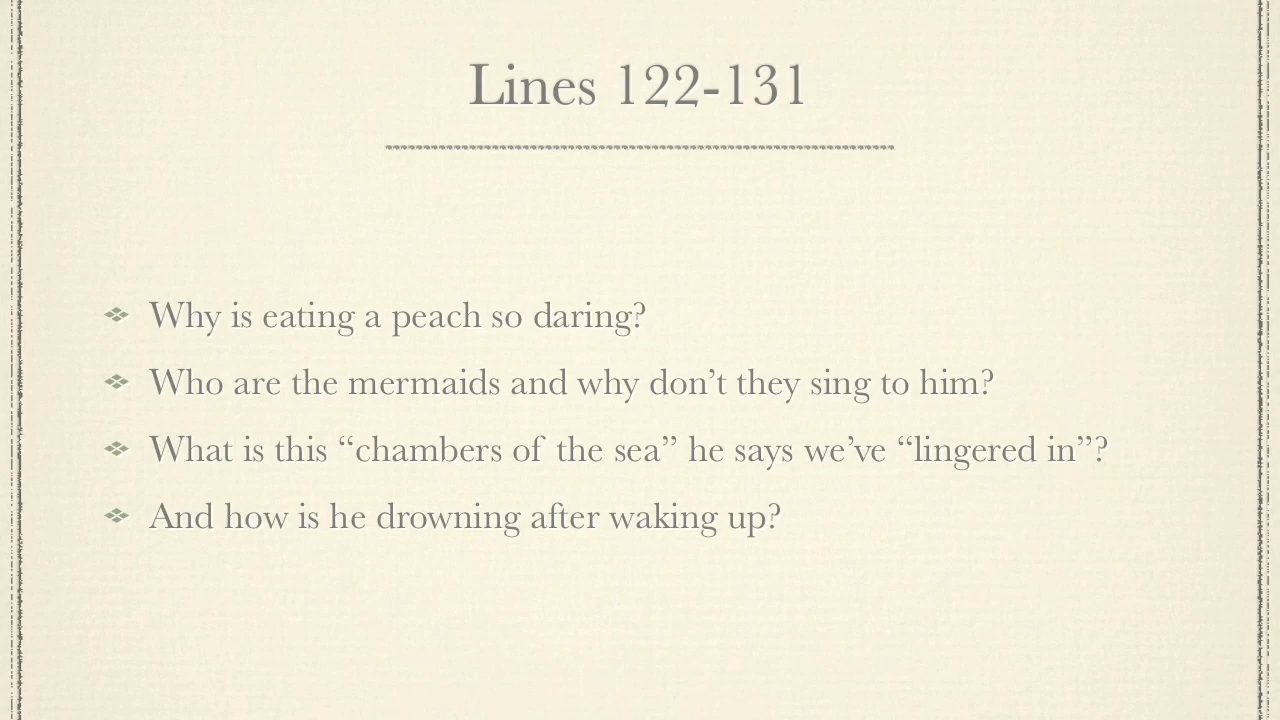 Lines 122-131
Why is eating a peach so daring?
Who are the mermaids and why don’t they sing to him?
What is this “chambers of the sea” he says we’ve “lingered in”?
And how is he drowning after waking up?